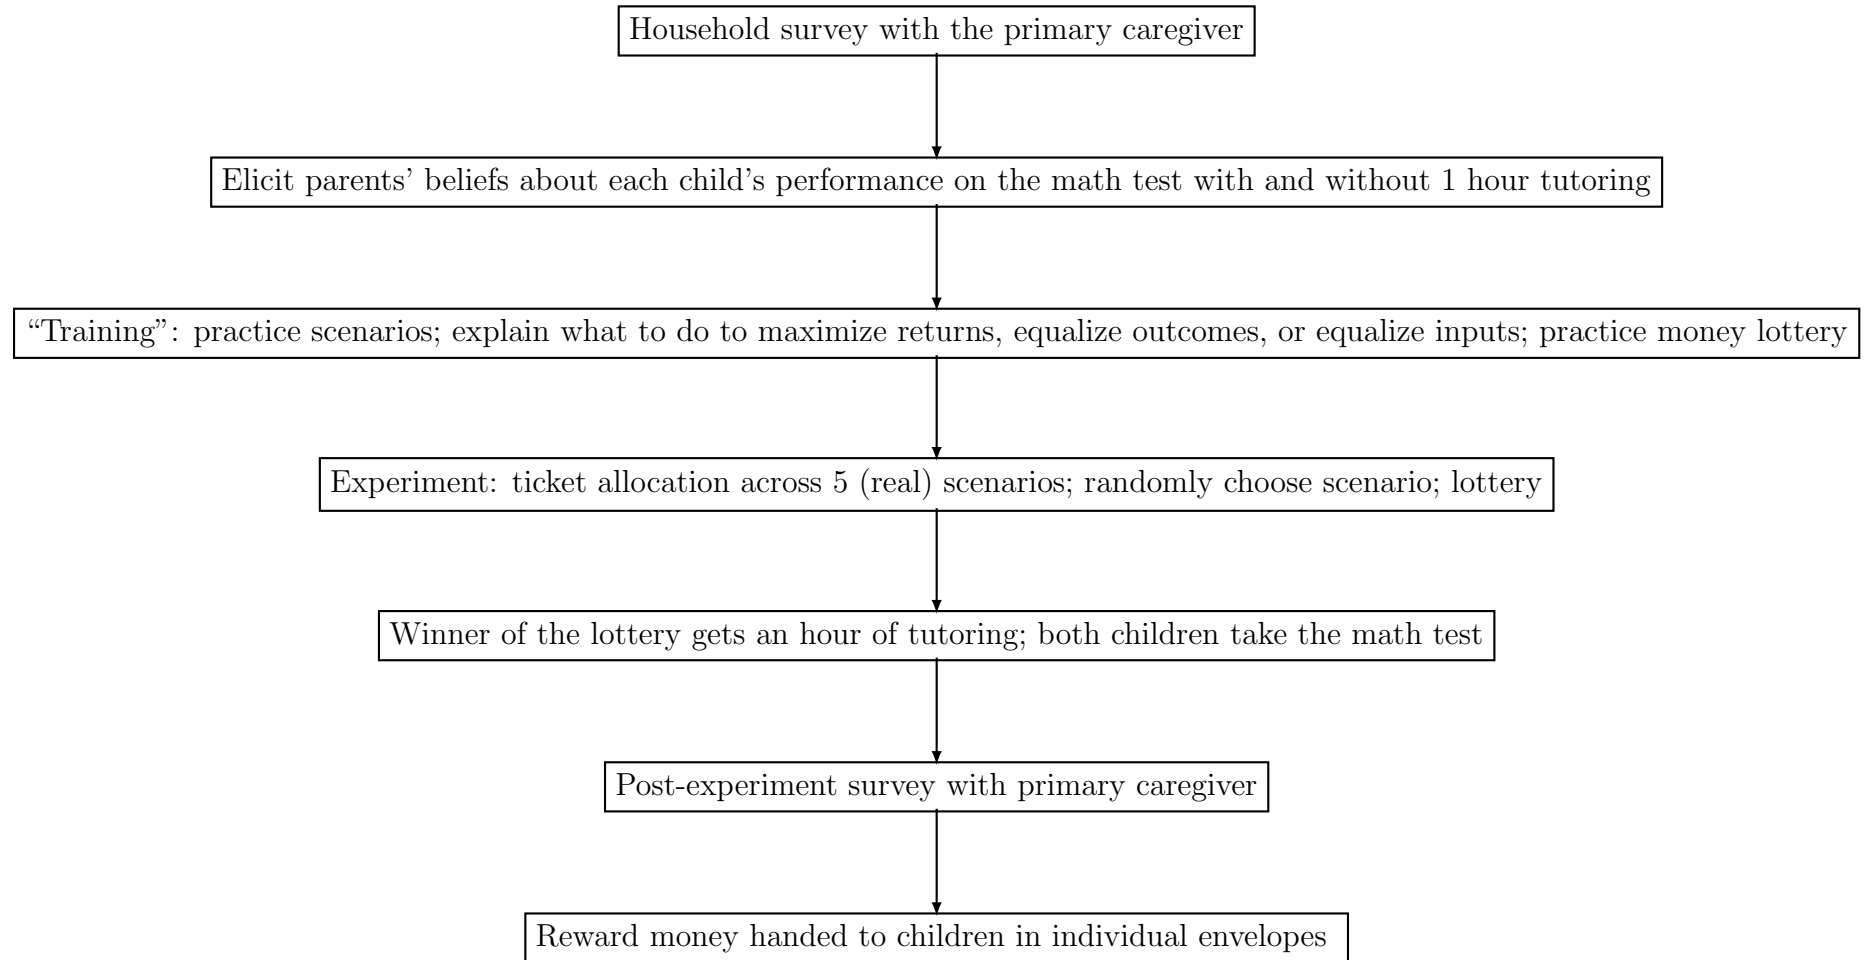 Household survey with the primary caregiver
Elicit parents’ beliefs about each child’s performance on the math test with and without 1 hour tutoring
“Training”: practice scenarios; explain what to do to maximize returns, equalize outcomes, or equalize inputs; practice money lottery
Experiment: ticket allocation across 5 (real) scenarios; randomly choose scenario; lottery
Winner of the lottery gets an hour of tutoring; both children take the math test
Post-experiment survey with primary caregiver
Reward money handed to children in individual envelopes